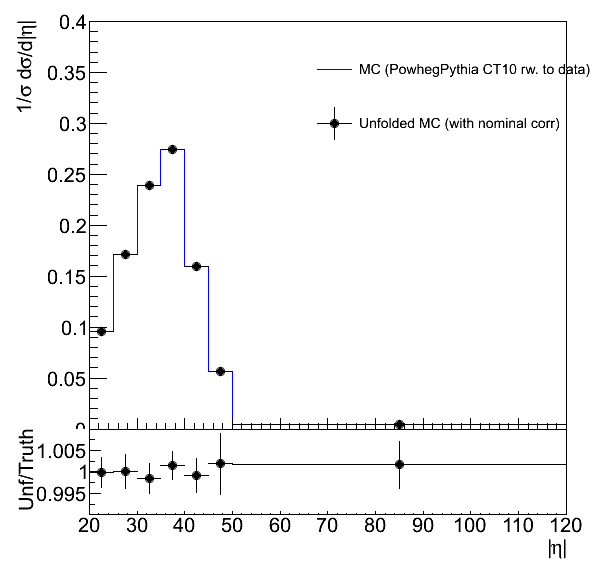 1/σ dσ/d|η|
0.4
0.35
0.3
0.25
0.2
0.15
0.1
0.05
0
MC (PowhegPythia CT10 rw. to data)
Unfolded MC (with nominal corr)
Unf/Truth
1.005
1
0.995
20 30 40 50 60 70 80 90 100 110 120
|η|